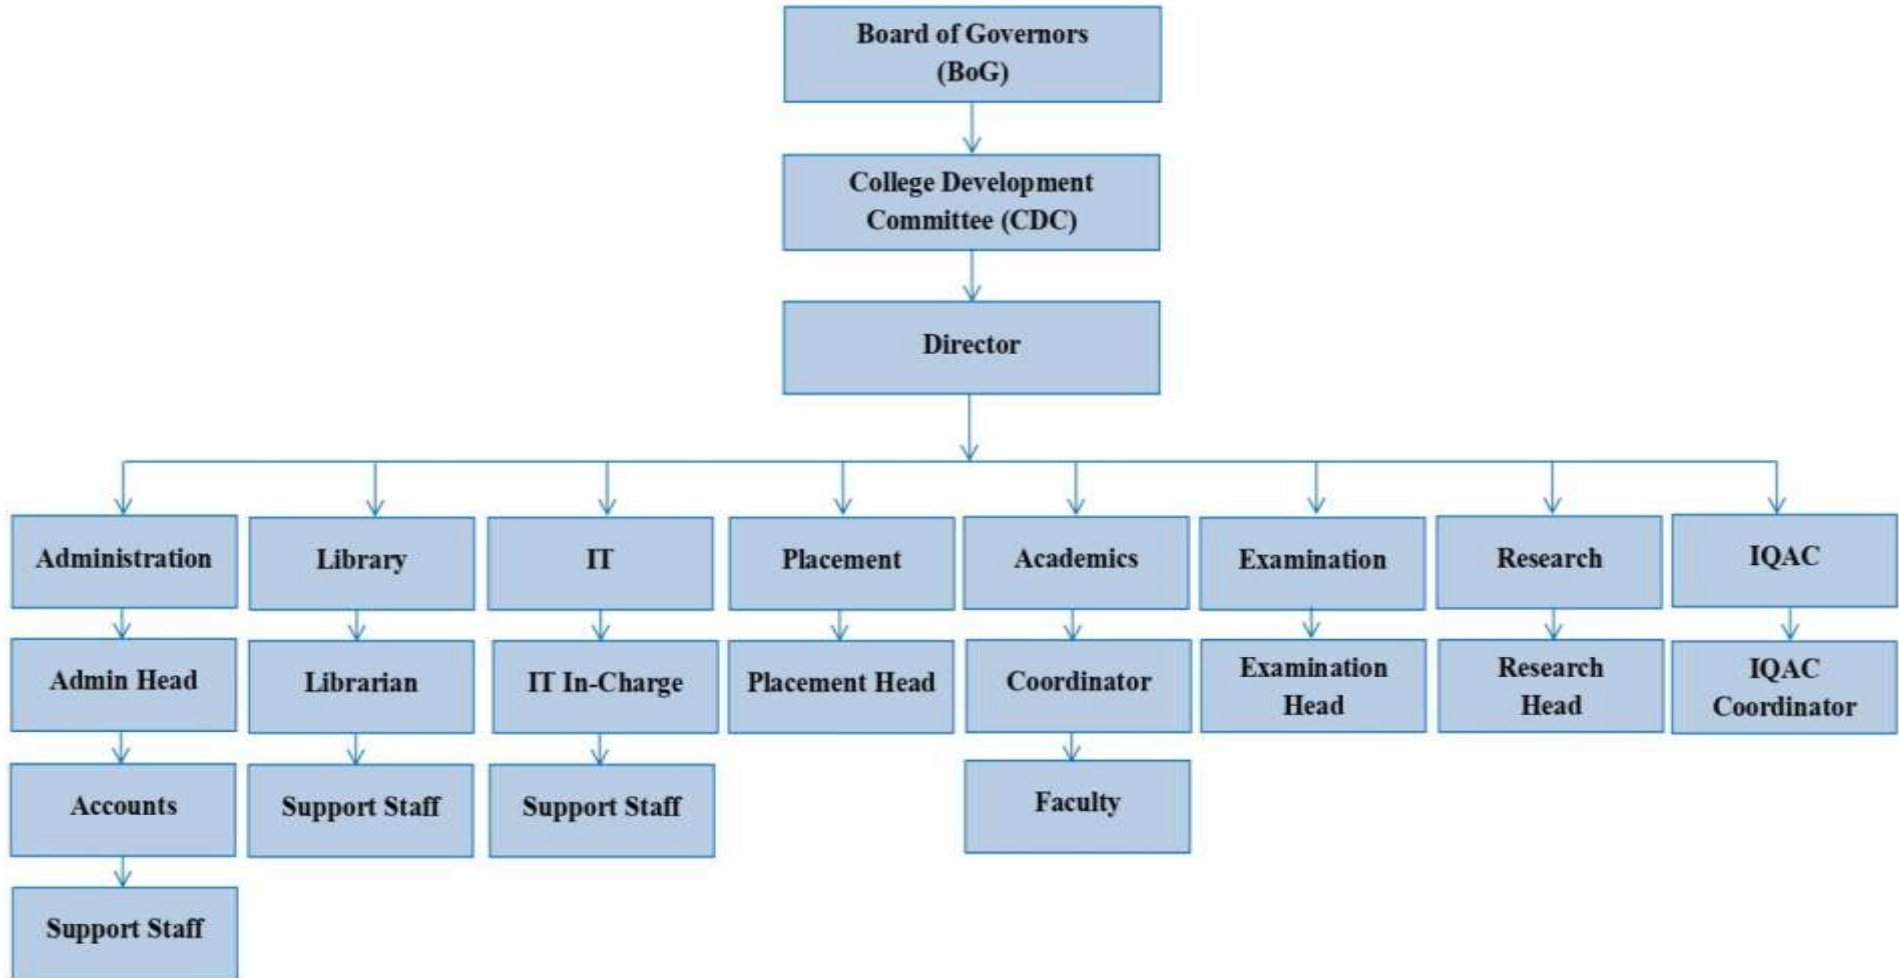 Board of Governors
(BoG)
College Development
Committee (CDC)
Director
Administration
Library
IT
Placement
Academics
Examination
Research
IQAC
Admin Head
Librarian
IT In-Charge
Placement Head
Coordinator
Examination
Head
Research
Head
IQAC
Coordinator
Accounts
Support Staff
Support Staff
Faculty
Support Staff